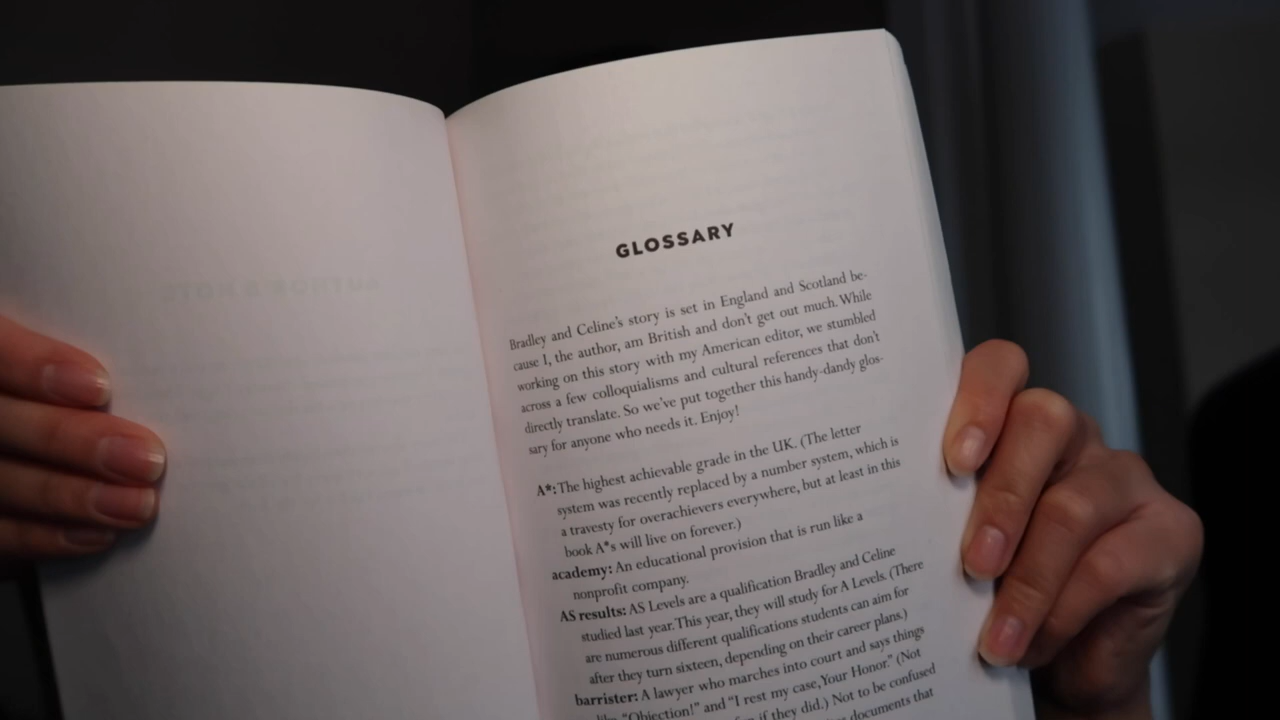 GLOSSARY
Bradley and Celine's story is set in England and Scotland be-
cause I, the author, am British and don't get out much. While
working on this story with my American editor, we stumbled
across a few colloquialisms and cultural references that don't
directly translate. So we've put together this handy-dandy glos-
sary for anyone who needs it. Enjoy!
A*: The highest achievable grade in the UK. (The letter
system was recently replaced by a number system, which is
a travesty for overachievers everywhere, but at least in this
book A*s will live on forever.)
academy: An educational provision that is run like a
nonprofit company.
AS results: AS Levels are a qualification Bradley and Celine
studied last year. This year, they will study for A Levels. (There
are numerous different qualifications students can aim for
after they turn sixteen, depending on their career plans.)
barrister: A lawyer who marches into court and says things
like "Objection!" and "I rest my case, Your Honor." (Not
if they did.) Not to be confused
documents that